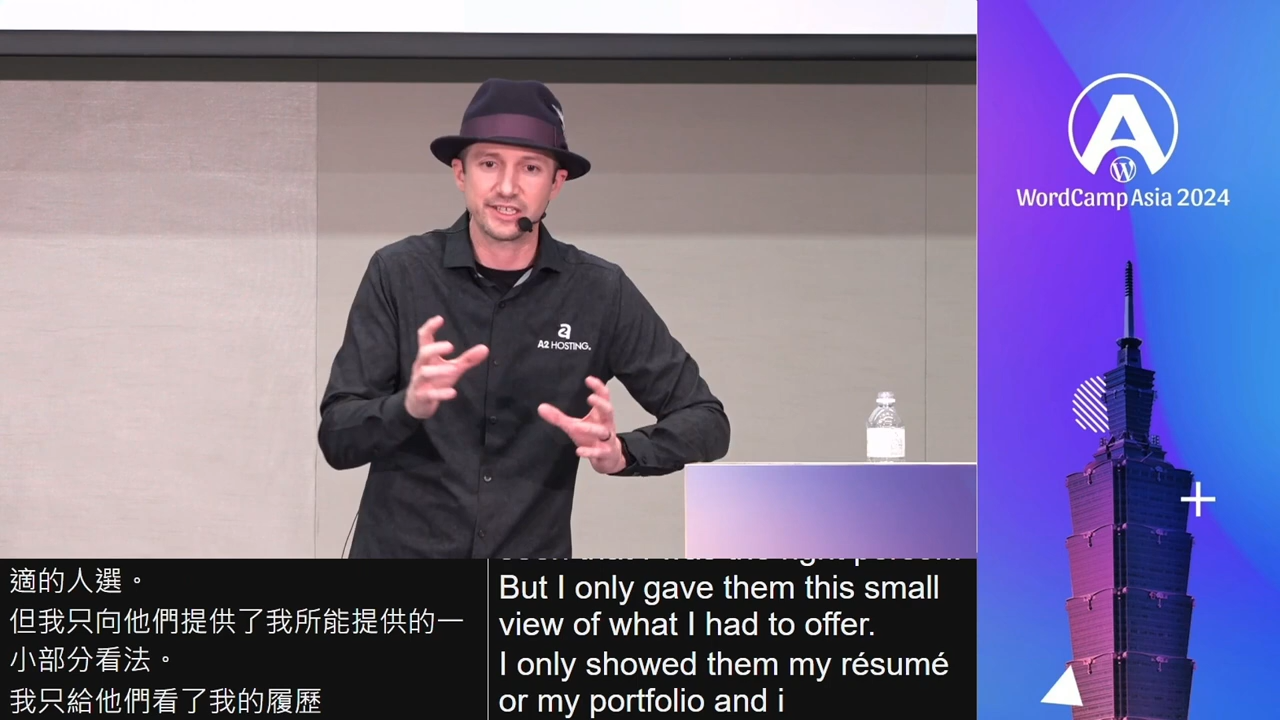 A
W
WordCamp Asia 2024
a2
A2 HOSTING.
適的人選。
但我只向他們提供了我所能提供的一
小部分看法。
我只給他們看了我的履歷
But I only gave them this small
view of what I had to offer.
I only showed them my résumé
or my portfolio and i